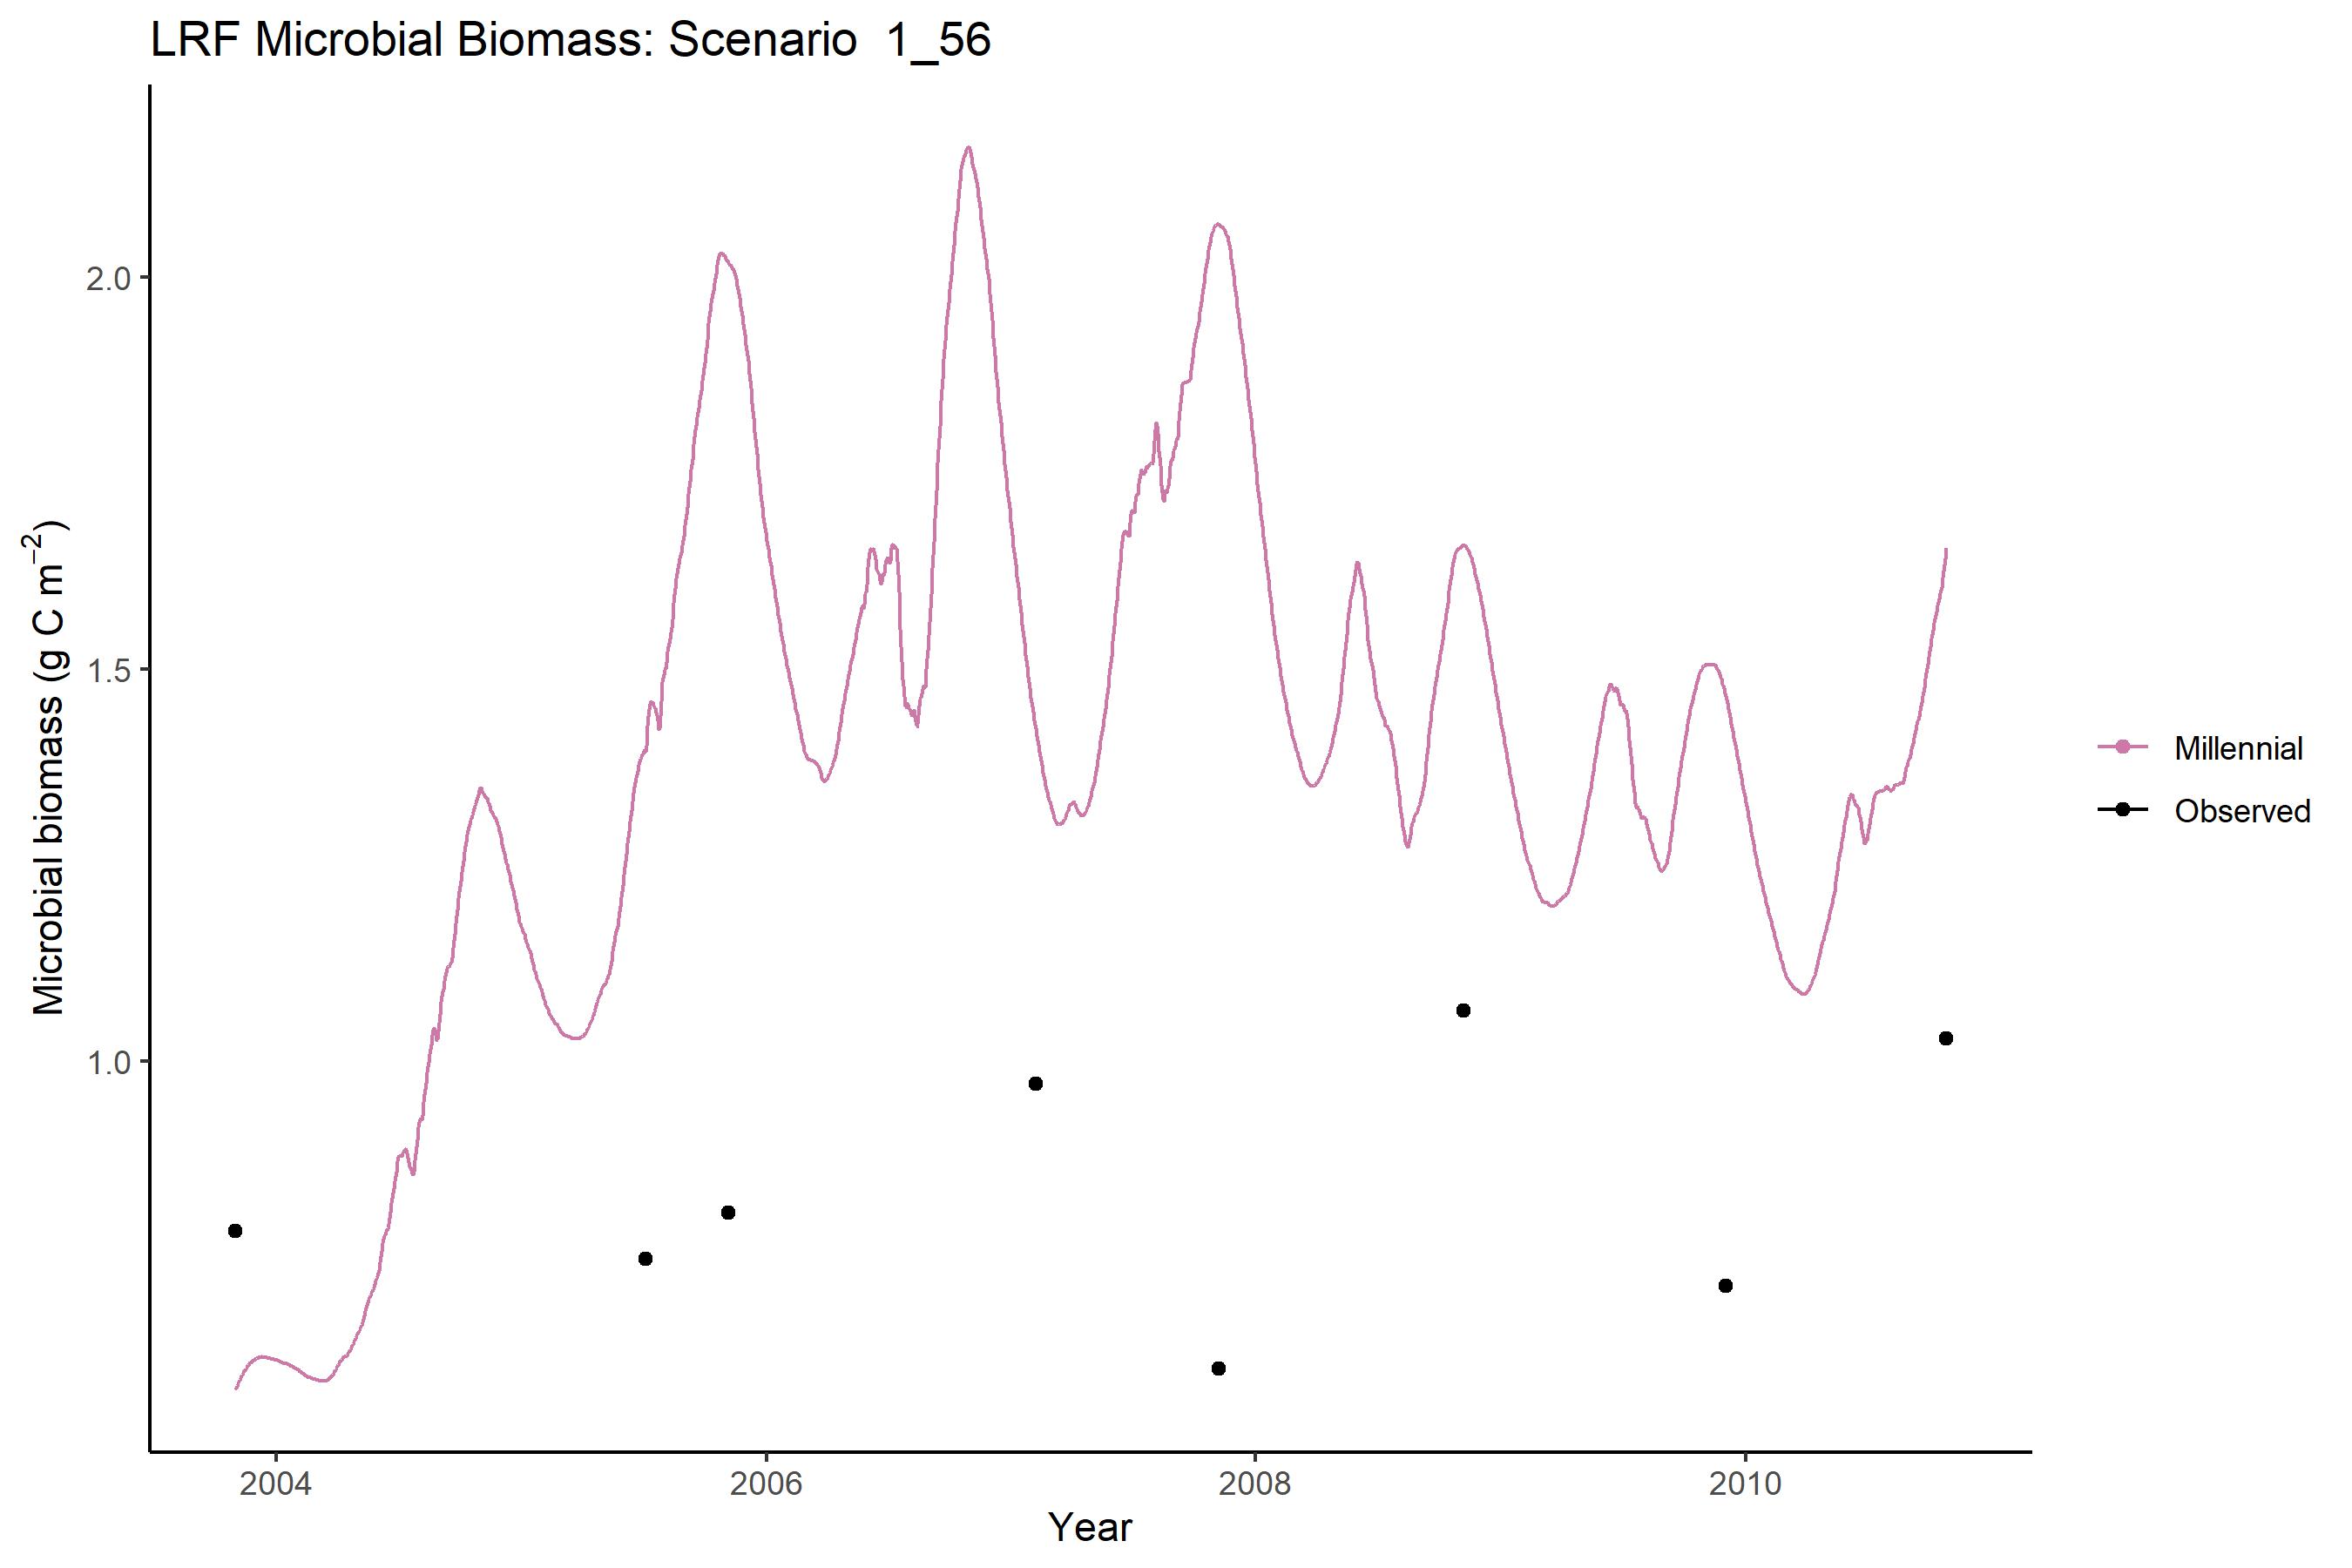 LRF Microbial Biomass: Scenario  1_56
Microbial biomass (g C m⁻²)
2.0
1.5
1.0
2004
2006
2008
2010
Year
Millennial
Observed